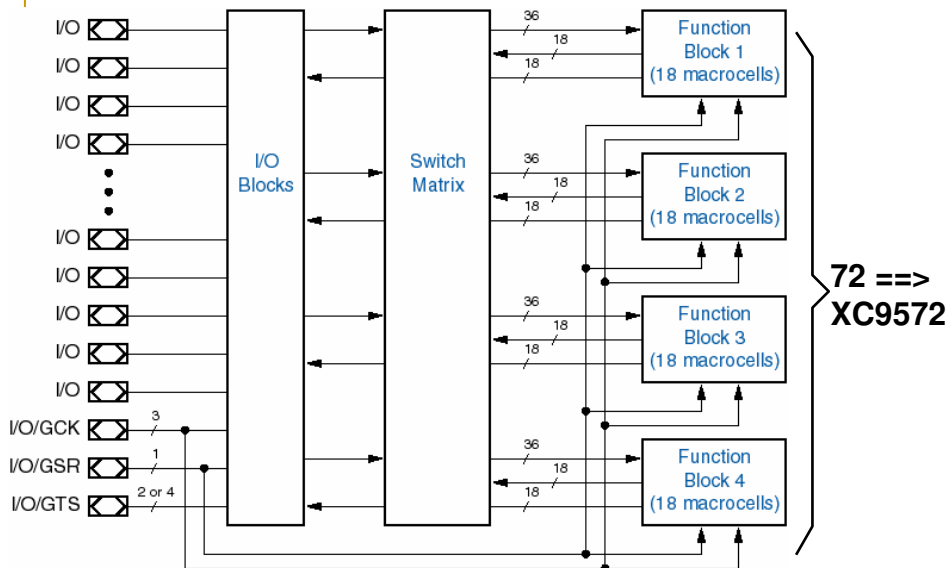 I/O
I/O
I/O
I/O
I/O
I/O
I/O
I/O
I/O
I/O/GCK
3
I/O/GSR
1
I/O/GTS
2 or 4
I/O
Blocks
Switch
Matrix
36
18
18
Function
Block 1
(18 macrocells)
36
18
18
Function
Block 2
(18 macrocells)
36
18
18
Function
Block 3
(18 macrocells)
36
18
18
Function
Block 4
(18 macrocells)
72 ==>
XC9572